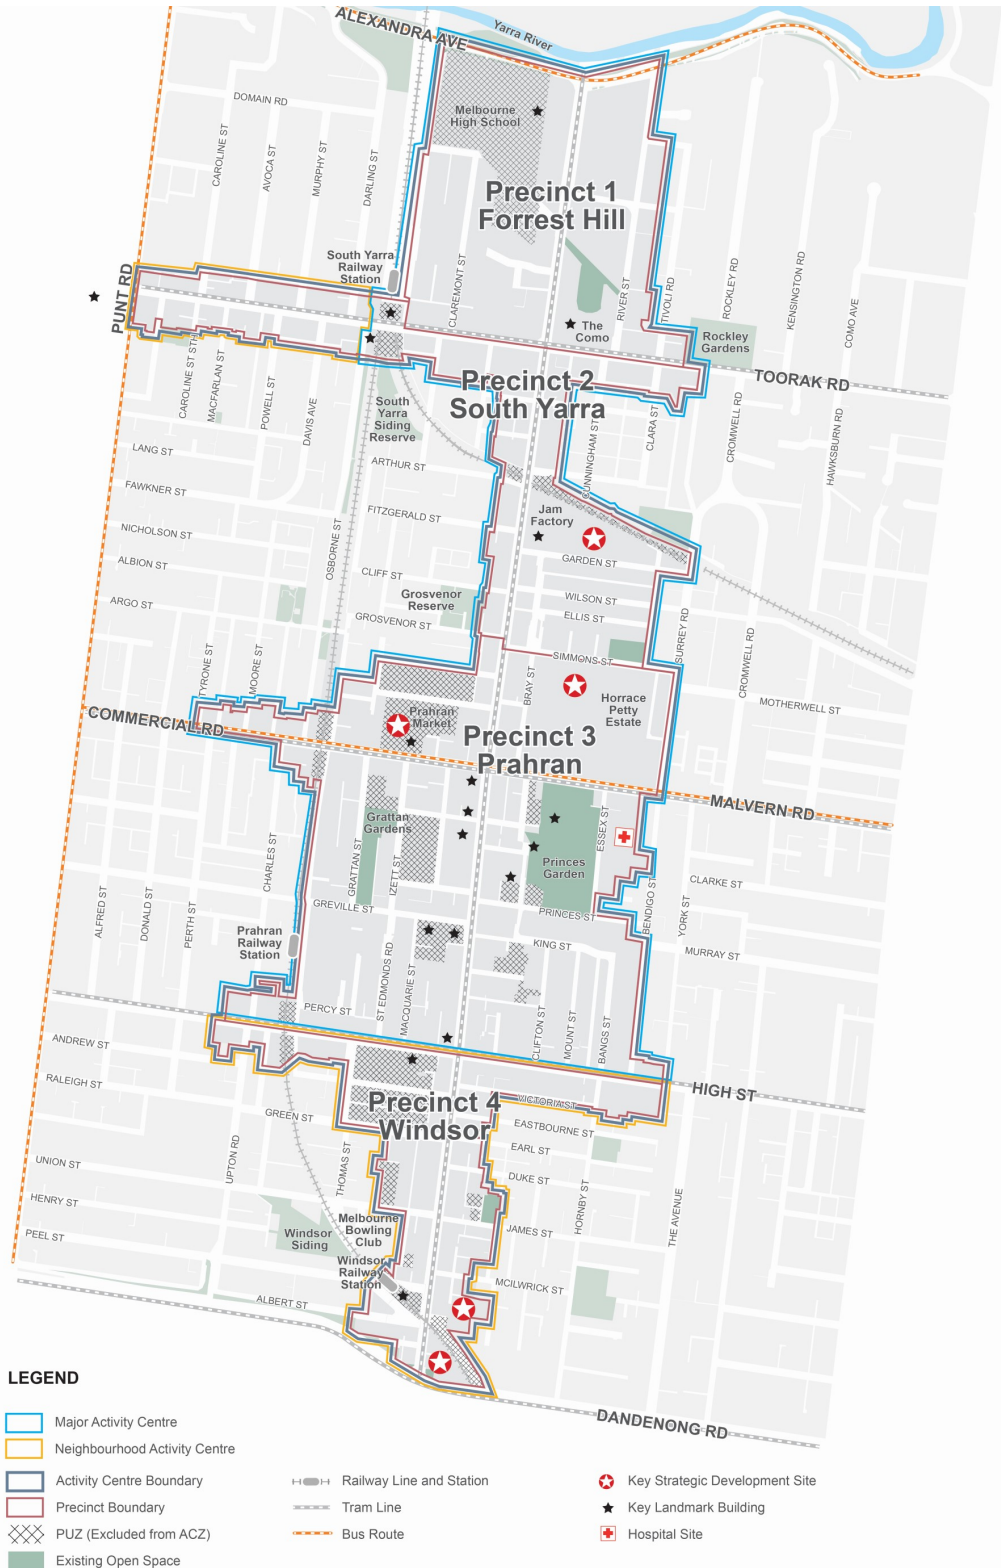 ALEXANDRA AVE
Yarra River
DOMAIN RD
CAROLINE ST
AVOCA ST
MURPHY ST
DARLING ST
Melbourne
High School
Precinct 1
Forrest Hill
South Yarra
Railway
Station
PUNT RD
CLAREMONT ST
The
Como
RIVER ST
TIVOLI RD
ROCKLEY RD
KENSINGTON RD
COMO AVE
Rockley
Gardens
TOORAK RD
CAROLINE ST STH
MACFARLAN ST
POWELL ST
DAVIS AVE
Precinct 2
South Yarra
South
Yarra
Siding
Reserve
CUNNINGHAM ST
CLARA ST
CROMWELL RD
HAWKSBURN RD
LANG ST
ARTHUR ST
FAWKNER ST
FITZGERALD ST
Jam
Factory
NICHOLSON ST
OSBORNE ST
GARDEN ST
ALBION ST
CLIFF ST
WILSON ST
ARGO ST
Grosvenor
Reserve
ELLIS ST
GROSVENOR ST
SURREY RD
CROMWELL RD
TYRONE ST
MOORE ST
SIMMONS ST
BRAY ST
Horrace
Petty
Estate
MOTHERWELL ST
COMMERCIAL RD
Prahran
Market
Precinct 3
Prahran
MALVERN RD
Grattan
Gardens
ESSEX ST
CHARLES ST
GRATTAN ST
IZETT ST
Princes
Garden
ALFRED ST
DONALD ST
PERTH ST
GREVILLE ST
PRINCES ST
BENDIGO ST
YORK ST
CLARKE ST
Prahran
Railway
Station
KING ST
MURRAY ST
ST EDMONDS RD
MACQUARIE ST
PERCY ST
CLIFTON ST
MOUNT ST
BANGS ST
ANDREW ST
HIGH ST
RALEIGH ST
Precinct 4
Windsor
VICTORIA ST
GREEN ST
EASTBOURNE ST
EARL ST
UNION ST
UPTON RD
THOMAS ST
DUKE ST
HENRY ST
HORNBY ST
THE AVENUE
PEEL ST
Windsor
Siding
Melbourne
Bowling
Club
JAMES ST
Windsor
Railway
Station
MCILWRICK ST
ALBERT ST
DANDENONG RD
LEGEND
Major Activity Centre
Neighbourhood Activity Centre
Activity Centre Boundary
Railway Line and Station
Key Strategic Development Site
Precinct Boundary
Tram Line
Key Landmark Building
PUZ (Excluded from ACZ)
Bus Route
Hospital Site
Existing Open Space